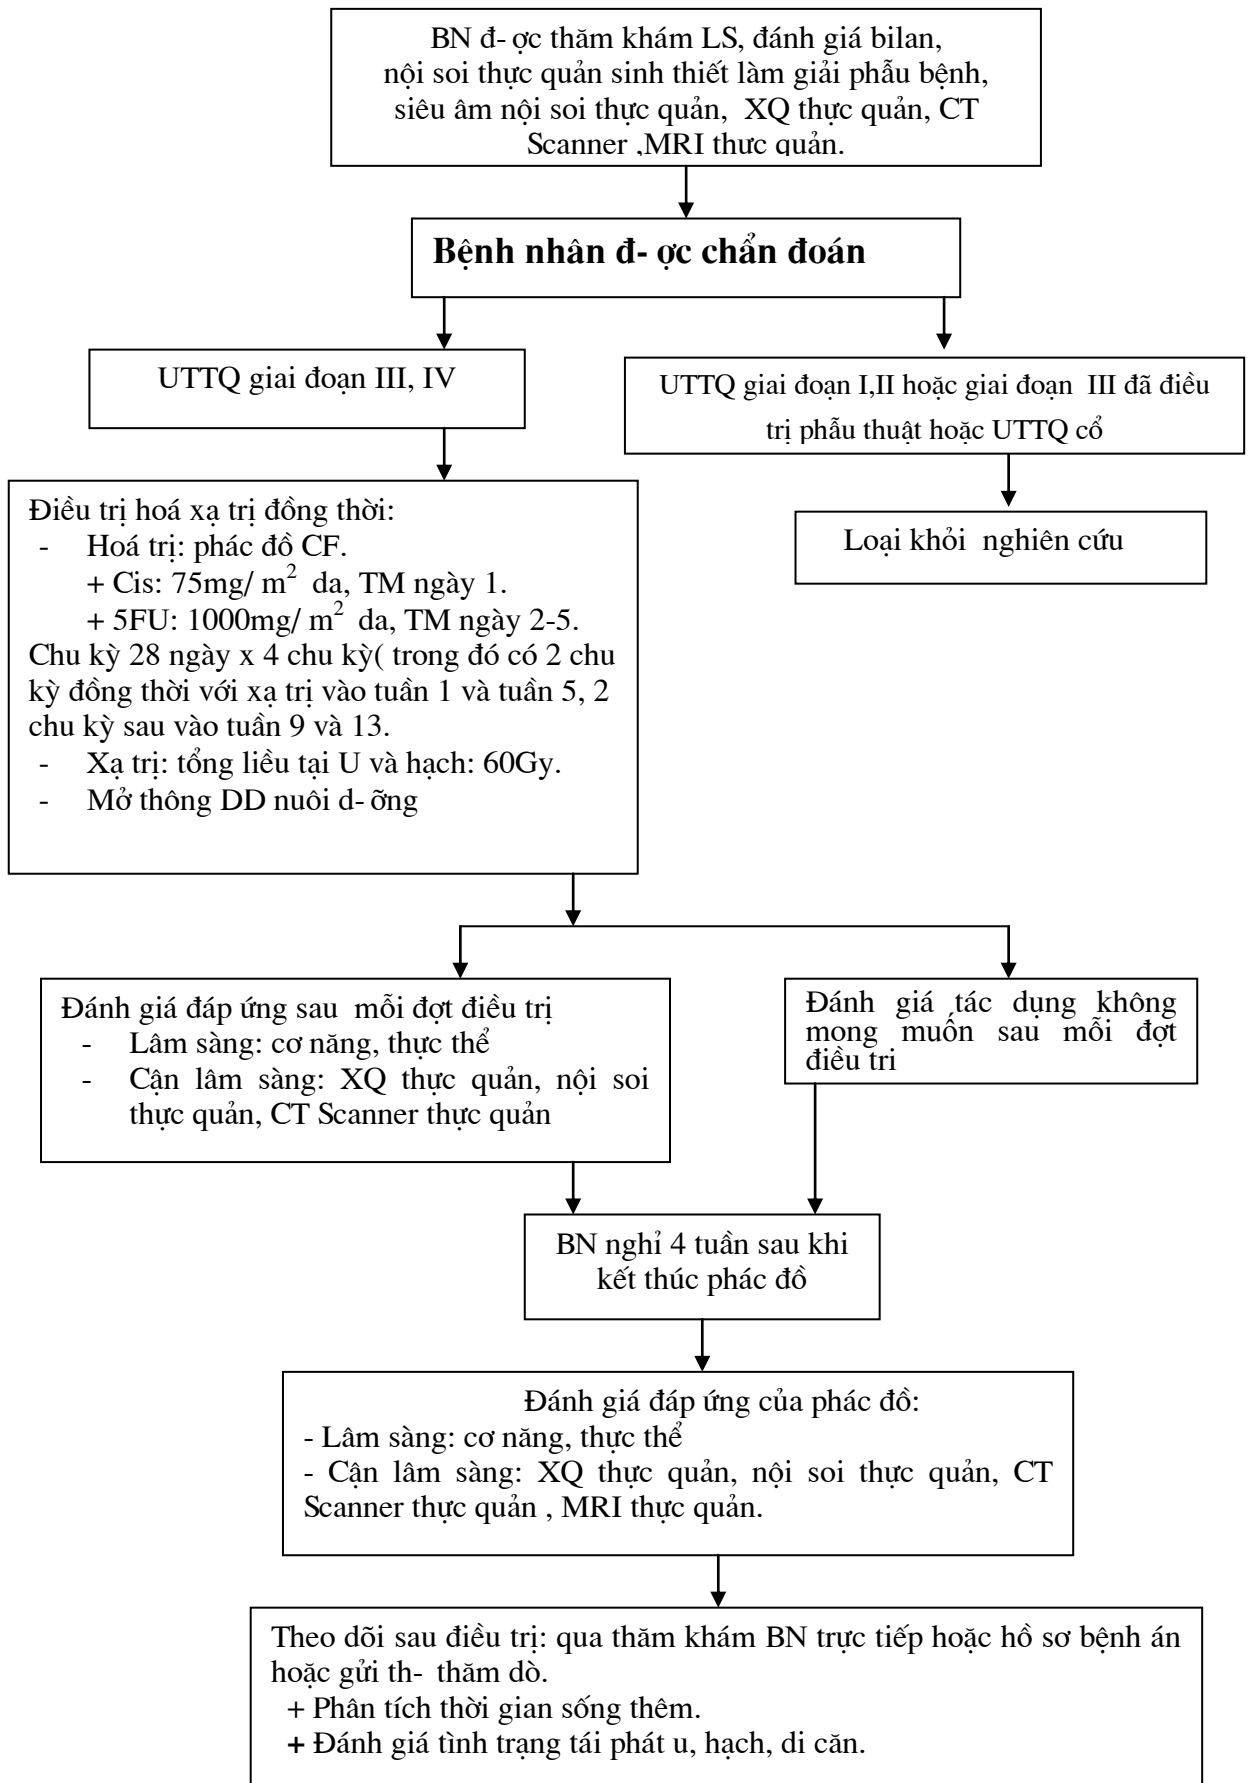 BN đ- ợc thăm khám LS, đánh giá bilan,
nội soi thực quản sinh thiết làm giải phẫu bệnh,
siêu âm nội soi thực quản, XQ thực quản, CT
Scanner ,MRI thực quản.
Bệnh nhân đ- ợc chẩn đoán
UTTQ giai đoạn III, IV
UTTQ giai đoạn I,II hoặc giai đoạn III đã điều
trị phẫu thuật hoặc UTTQ cổ
Loại khỏi nghiên cứu
Điều trị hoá xạ trị đồng thời:
- Hoá trị: phác đồ CF.
+ Cis: 75mg/ m² da, TM ngày 1.
+ 5FU: 1000mg/ m² da, TM ngày 2-5.
Chu kỳ 28 ngày x 4 chu kỳ( trong đó có 2 chu
kỳ đồng thời với xạ trị vào tuần 1 và tuần 5, 2
chu kỳ sau vào tuần 9 và 13.
- Xạ trị: tổng liều tại U và hạch: 60Gy.
- Mở thông DD nuôi d- ỡng
Đánh giá đáp ứng sau mỗi đợt điều trị
- Lâm sàng: cơ năng, thực thể
- Cận lâm sàng: XQ thực quản, nội soi
thực quản, CT Scanner thực quản
Đánh giá tác dụng không
mong muốn sau mỗi đợt
điều trị
BN nghỉ 4 tuần sau khi
kết thúc phác đồ
Đánh giá đáp ứng của phác đồ:
- Lâm sàng: cơ năng, thực thể
- Cận lâm sàng: XQ thực quản, nội soi thực quản, CT
Scanner thực quản , MRI thực quản.
Theo dõi sau điều trị: qua thăm khám BN trực tiếp hoặc hồ sơ bệnh án
hoặc gửi th- thăm dò.
+ Phân tích thời gian sống thêm.
+ Đánh giá tình trạng tái phát u, hạch, di căn.